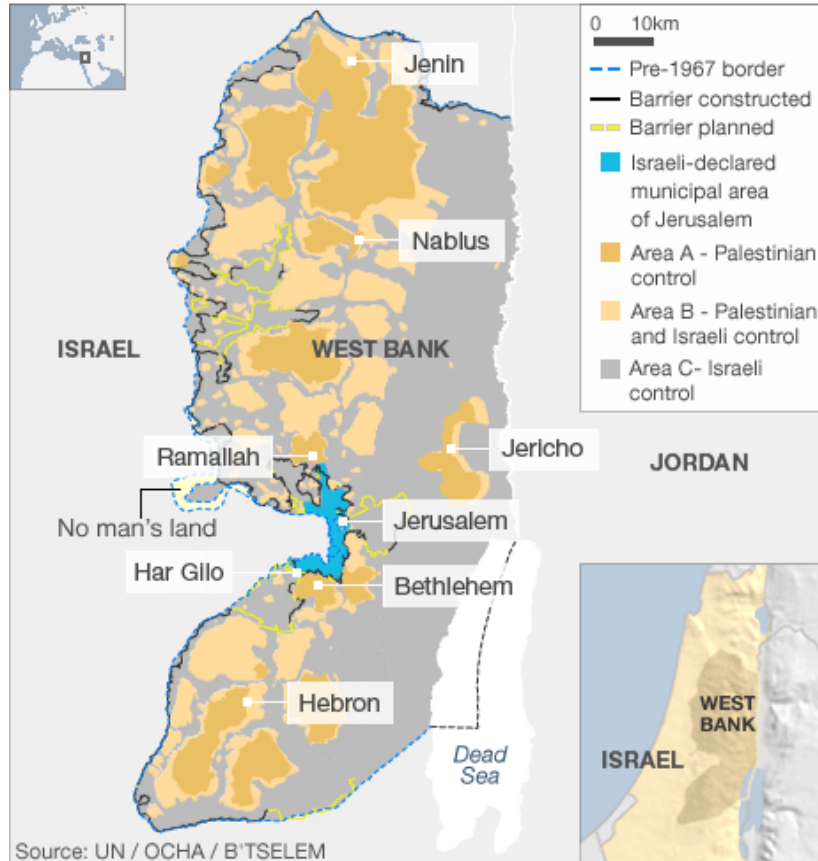 Jenin
Nablus
ISRAEL
WEST BANK
Ramallah
Jericho
JORDAN
No man's land
Jerusalem
Har Gilo
Bethlehem
Hebron
Dead
Sea
Source: UN / OCHA / B'TSELEM
0 10km
Pre-1967 border
Barrier constructed
Barrier planned
Israeli-declared
municipal area
of Jerusalem
Area A - Palestinian
control
Area B - Palestinian
and Israeli control
Area C- Israeli
control
WEST
BANK
ISRAEL